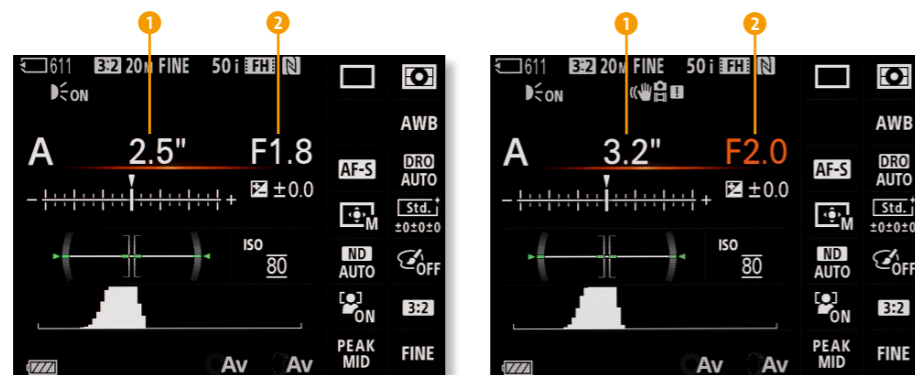 1 2
611 3:2 20M FINE 50i FH N
ON
AWB
A 2.5" F1.8
AF-S DRO AUTO
- + ±0.0
M Std. ±0±0±0
ISO 80
ND AUTO OFF
ON 3:2
Av Av PEAK MID FINE
1 2
611 3:2 20M FINE 50i FH N
ON !
AWB
A 3.2" F2.0
AF-S DRO AUTO
- + ±0.0
M Std. ±0±0±0
ISO 80
ND AUTO OFF
ON 3:2
Av Av PEAK MID FINE